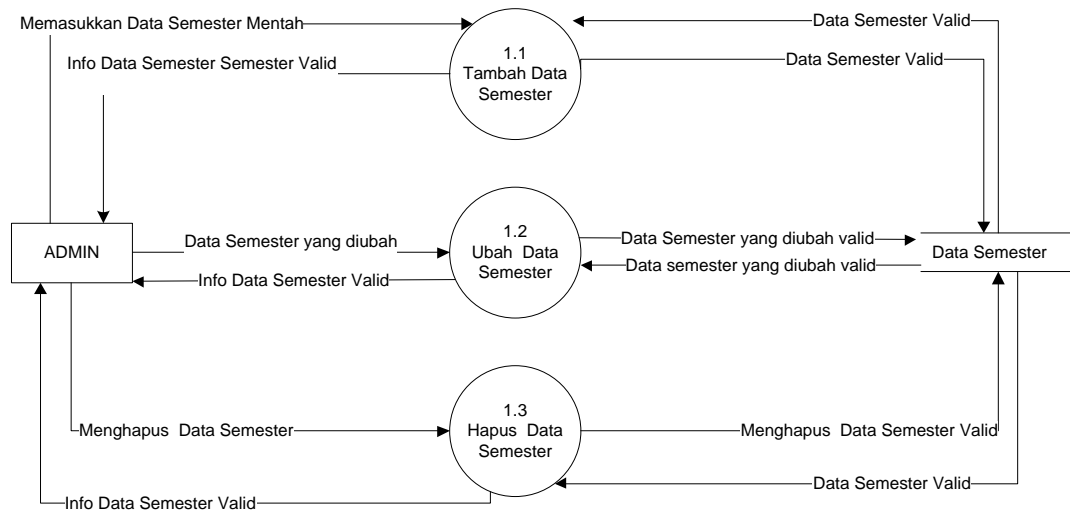 Memasukkan Data Semester Mentah
Data Semester Valid
1.1
Tambah Data
Semester
Info Data Semester Semester Valid
Data Semester Valid
ADMIN
Data Semester yang diubah
1.2
Ubah Data
Semester
Data Semester yang diubah valid
Data Semester
Info Data Semester Valid
Data semester yang diubah valid
1.3
Hapus Data
Semester
Menghapus Data Semester
Menghapus Data Semester Valid
Info Data Semester Valid
Data Semester Valid